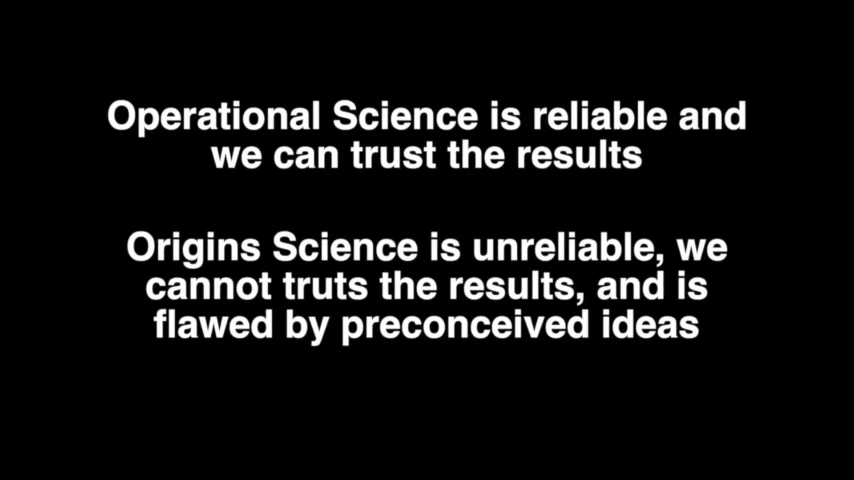 Operational Science is reliable and
we can trust the results
Origins Science is unreliable, we
cannot truts the results, and is
flawed by preconceived ideas